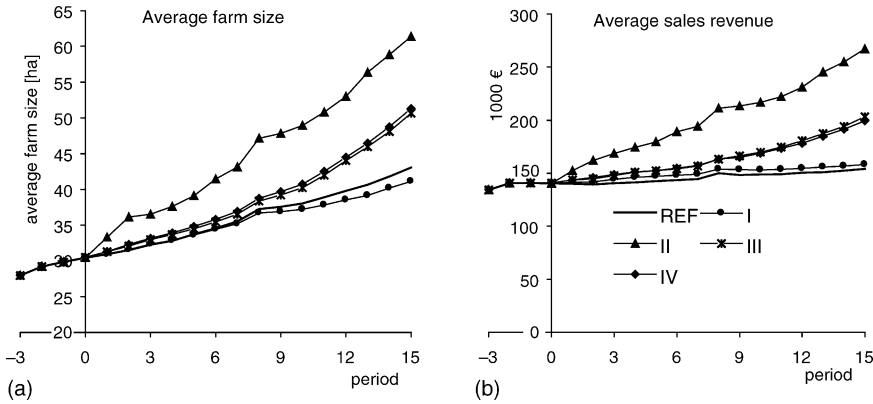 Average farm size
average farm size [ha]
65
60
55
50
45
40
35
30
25
20
−3
0
3
6
9
12
15
period
(a)
Average sales revenue
1000 €
300
250
200
150
100
50
0
REF
I
II
III
IV
−3
0
3
6
9
12
15
period
(b)